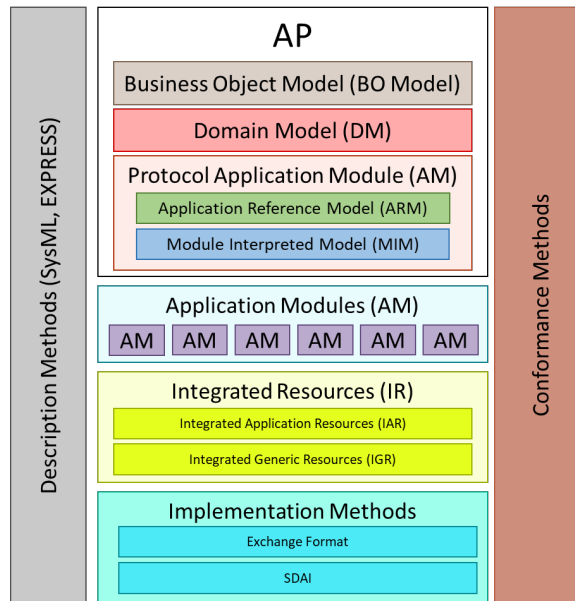 Description Methods (SysML, EXPRESS)
AP
Business Object Model (BO Model)
Domain Model (DM)
Protocol Application Module (AM)
Application Reference Model (ARM)
Module Interpreted Model (MIM)
Application Modules (AM)
AM AM AM AM AM AM
Integrated Resources (IR)
Integrated Application Resources (IAR)
Integrated Generic Resources (IGR)
Implementation Methods
Exchange Format
SDAI
Conformance Methods